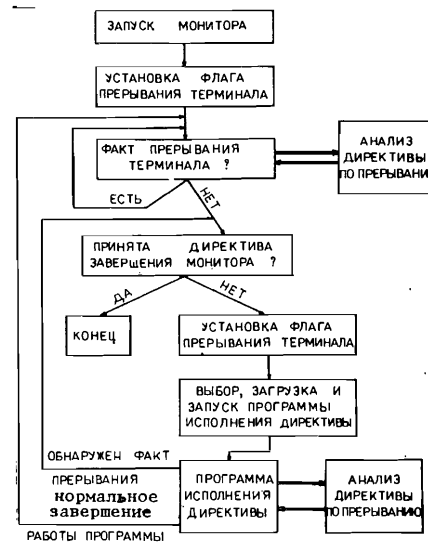 ЗАПУСК МОНИТОРА
УСТАНОВКА ФЛАГА
ПРЕРЫВАНИЯ ТЕРМИНАЛА
ФАКТ ПРЕРЫВАНИЯ
ТЕРМИНАЛА ?
АНАЛИЗ
ДИРЕКТИВЫ
ПО ПРЕРЫВАНИ
ЕСТЬ
НЕТ
ПРИНЯТА ДИРЕКТИВА
ЗАВЕРШЕНИЯ МОНИТОРА ?
ДА
НЕТ
КОНЕЦ
УСТАНОВКА ФЛАГА
ПРЕРЫВАНИЯ ТЕРМИНАЛА
ВЫБОР, ЗАГРУЗКА И
ЗАПУСК ПРОГРАММЫ
ИСПОЛНЕНИЯ ДИРЕКТИВЫ
ОБНАРУЖЕН ФАКТ
ПРЕРЫВАНИЯ
нормальное
завершение
РАБОТЫ ПРОГРАММЫ
ПРОГРАММА
ИСПОЛНЕНИЯ
ДИРЕКТИВЫ
АНАЛИЗ
ДИРЕКТИВЫ
ПО ПРЕРЫВАНИЮ